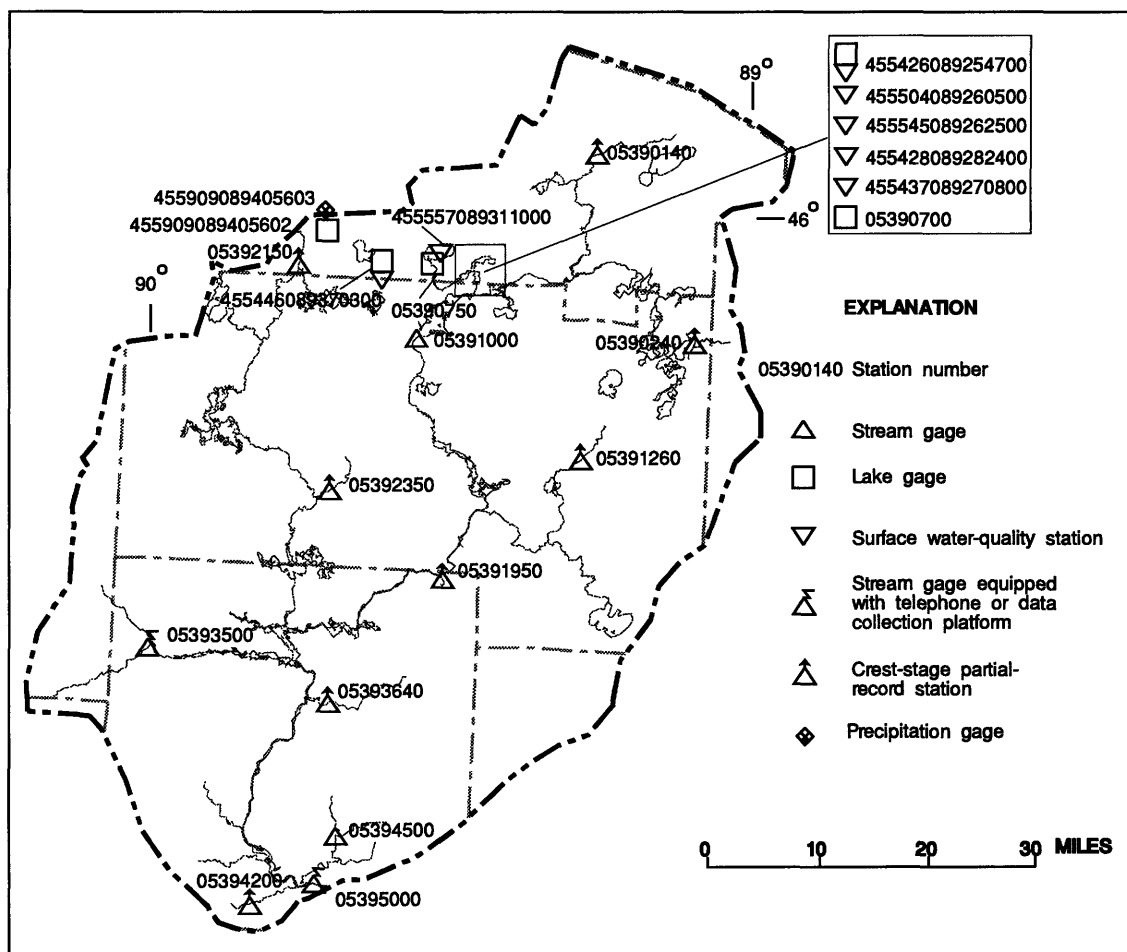 89°
455426089254700
455504089260500
455545089262500
455428089282400
455437089270800
05390700
05390140
46°
455909089405603
455909089405602
455557089311000
05392150
90°
455446089370300
05390750
05391000
05390240
EXPLANATION
05390140 Station number
Stream gage
Lake gage
Surface water-quality station
Stream gage equipped
with telephone or data
collection platform
Crest-stage partial-
record station
Precipitation gage
05391260
05392350
05391950
05393500
05393640
05394500
05394200
05395000
0 10 20 30 MILES